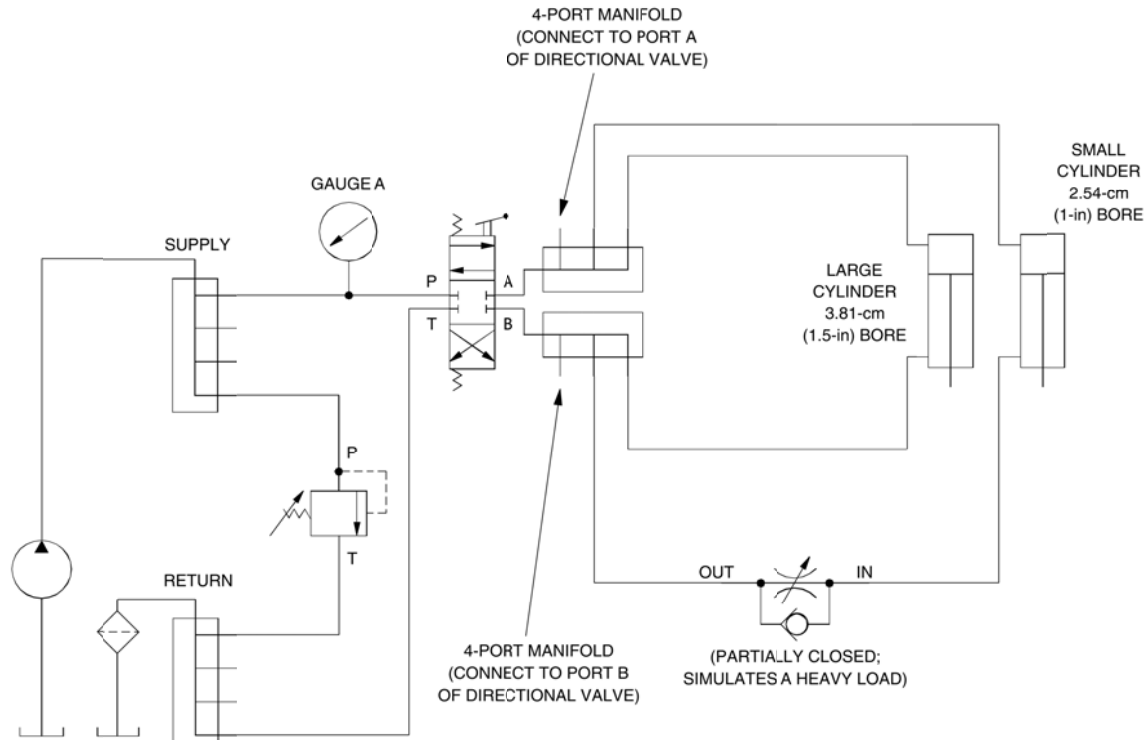 4-PORT MANIFOLD
(CONNECT TO PORT A
OF DIRECTIONAL VALVE)
GAUGE A
SUPPLY
P
A
T
B
SMALL
CYLINDER
2.54-cm
(1-in) BORE
LARGE
CYLINDER
3.81-cm
(1.5-in) BORE
P
T
RETURN
OUT
IN
4-PORT MANIFOLD
(CONNECT TO PORT B
OF DIRECTIONAL VALVE)
(PARTIALLY CLOSED;
SIMULATES A HEAVY LOAD)